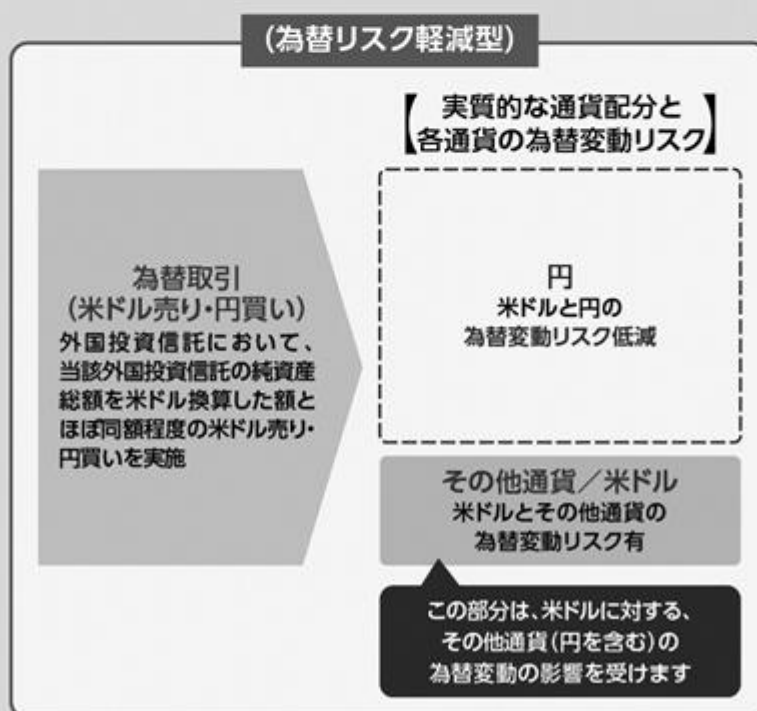 (為替リスク軽減型)
【実質的な通貨配分と
各通貨の為替変動リスク】
為替取引
(米ドル売り・円買い)
外国投資信託において、
当該外国投資信託の純資産
総額を米ドル換算した額と
ほぼ同額程度の米ドル売り・
円買いを実施
円
米ドルと円の
為替変動リスク低減
その他通貨／米ドル
米ドルとその他通貨の
為替変動リスク有
この部分は、米ドルに対する、
その他通貨(円を含む)の
為替変動の影響を受けます